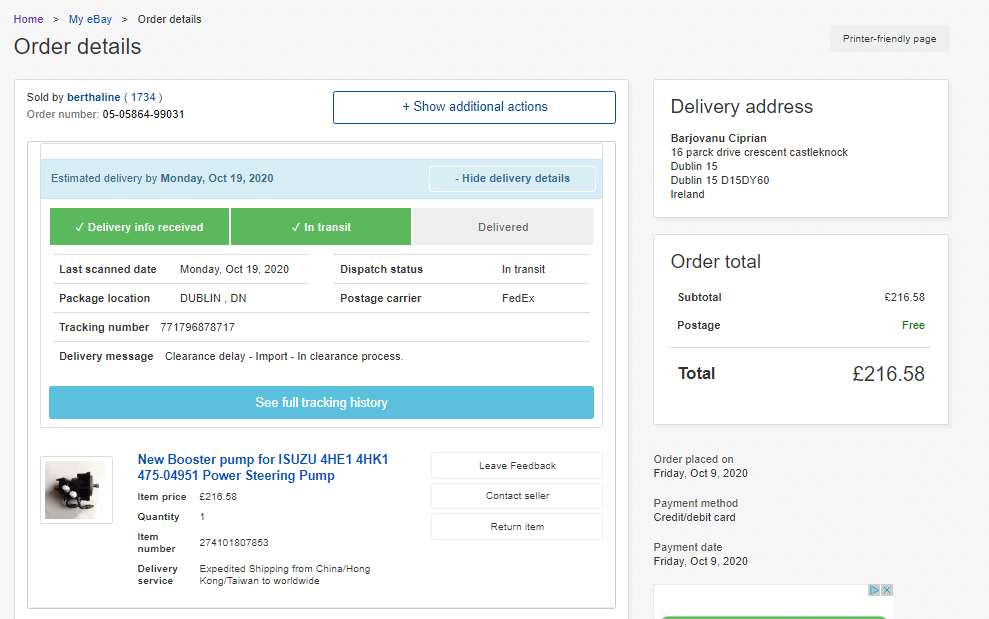 Home > My eBay > Order details
Order details
Printer-friendly page
Sold by berthaline ( 1734 )
Order number: 05-05864-99031
+ Show additional actions
Estimated delivery by Monday, Oct 19, 2020
- Hide delivery details
✓ Delivery info received
✓ In transit
Delivered
Last scanned date Monday, Oct 19, 2020
Dispatch status In transit
Package location DUBLIN , DN
Postage carrier FedEx
Tracking number 771796878717
Delivery message Clearance delay - Import - In clearance process.
See full tracking history
New Booster pump for ISUZU 4HE1 4HK1
475-04951 Power Steering Pump
Item price £216.58
Quantity 1
Item
number 274101807853
Delivery
service Expedited Shipping from China/Hong
Kong/Taiwan to worldwide
Leave Feedback
Contact seller
Return item
Delivery address
Barjovanu Ciprian
16 parck drive crescent castleknock
Dublin 15
Dublin 15 D15DY60
Ireland
Order total
Subtotal £216.58
Postage Free
Total £216.58
Order placed on
Friday, Oct 9, 2020
Payment method
Credit/debit card
Payment date
Friday, Oct 9, 2020